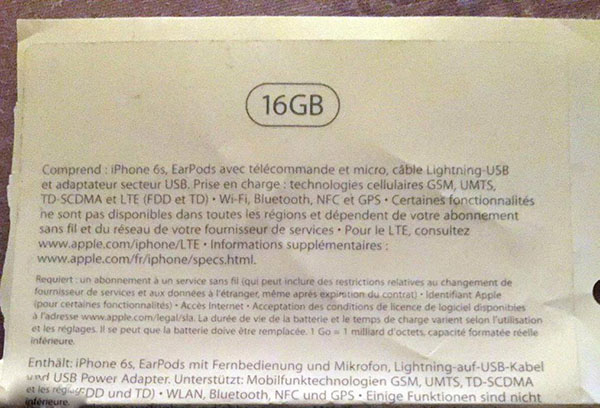 16GB
Comprend : iPhone 6s, EarPods avec télécommande et micro, câble Lightning-USB
et adaptateur secteur USB. Prise en charge : technologies cellulaires GSM, UMTS,
TD-SCDMA et LTE (FDD et TD) • Wi-Fi, Bluetooth, NFC et GPS • Certaines fonctionnalités
ne sont pas disponibles dans toutes les régions et dépendent de votre abonnement
sans fil et du réseau de votre fournisseur de services • Pour le LTE, consultez
www.apple.com/iphone/LTE • Informations supplémentaires :
www.apple.com/fr/iphone/specs.html.
Requiert : un abonnement à un service sans fil (qui peut inclure des restrictions relatives au changement de
fournisseur de services et aux données à l'étranger, même après expiration du contrat) • Identifiant Apple
(pour certaines fonctionnalités) • Accès Internet • Acceptation des conditions de licence de logiciel disponibles
à l'adresse www.apple.com/legal/sla. La durée de vie de la batterie et le temps de charge varient selon l'utilisation
et les réglages. Il se peut que la batterie doive être remplacée. 1 Go = 1 milliard d'octets, capacité formatée réelle
inférieure.
Enthält: iPhone 6s, EarPods mit Fernbedienung und Mikrofon, Lightning-auf-USB-Kabel
und USB Power Adapter. Unterstützt: Mobilfunktechnologien GSM, UMTS, TD-SCDMA
et les réglag FDD und TD) • WLAN, Bluetooth, NFC und GPS • Einige Funktionen sind nicht
inférieure.